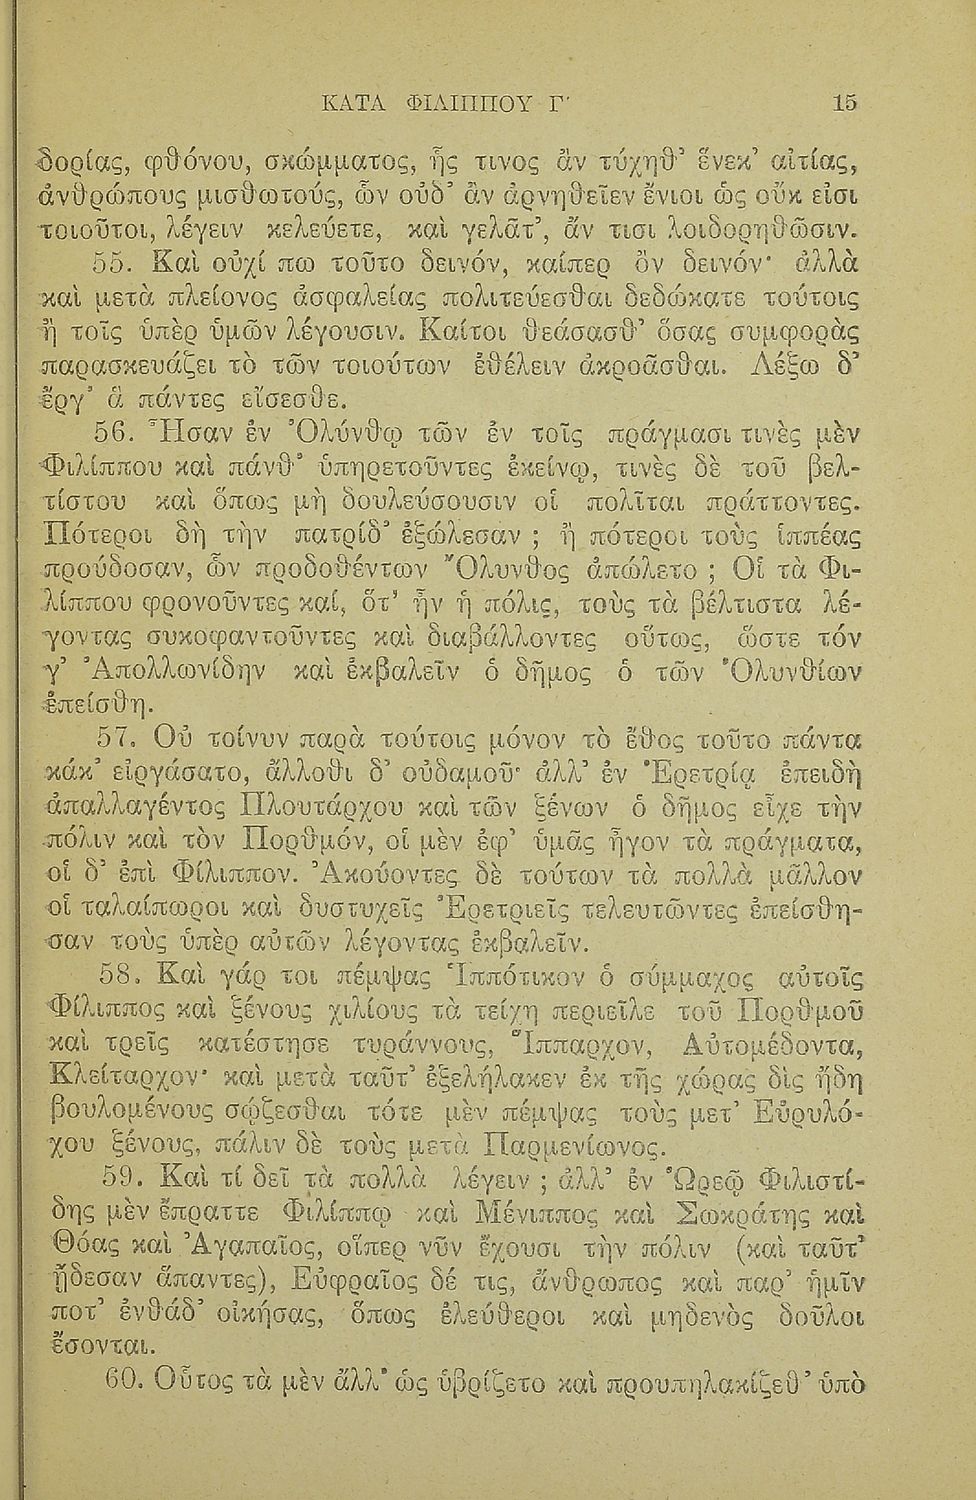 ΚΑΤΑ ΦΙΛΙΠΠΟΥ Γ΄ 15
δορίας, φθόνου, σκώμματος, ἧς τινος ἂν τύχηθ’ ἕνεκ’ αἰτίας,
ἀνθρώπους μισθωτούς, ὧν οὐδ’ ἂν ἀρνηθεῖεν ἔνιοι ὡς οὔκ εἰσι
τοιοῦτοι, λέγειν κελεύετε, καὶ γελᾶτ’, ἄν τισι λοιδορηθῶσιν.
55. Καὶ οὐχί πω τοῦτο δεινόν, καίπερ ὂν δεινόν· ἀλλὰ
καὶ μετὰ πλείονος ἀσφαλείας πολιτεύεσθαι δεδώκατε τούτοις
ἢ τοῖς ὑπὲρ ὑμῶν λέγουσιν. Καίτοι θεάσασθ’ ὅσας συμφορὰς
παρασκευάζει τὸ τῶν τοιούτων ἐθέλειν ἀκροᾶσθαι. Λέξω δ’
ἔργ’ ἃ πάντες εἴσεσθε.
56. Ἦσαν ἐν Ὀλύνθῳ τῶν ἐν τοῖς πράγμασι τινὲς μὲν
Φιλίππου καὶ πάνθ’ ὑπηρετοῦντες ἐκείνῳ, τινὲς δὲ τοῦ βελ-
τίστου καὶ ὅπως μὴ δουλεύσουσιν οἱ πολῖται πράττοντες.
Πότεροι δὴ τὴν πατρίδ’ ἐξώλεσαν ; ἢ πότεροι τοὺς ἱππέας
προύδοσαν, ὧν προδοθέντων Ὄλυνθος ἀπώλετο ; Οἱ τὰ Φι-
λίππου φρονοῦντες καί, ὅτ’ ἦν ἡ πόλις, τοὺς τὰ βέλτιστα λέ-
γοντας συκοφαντοῦντες καὶ διαβάλλοντες οὕτως, ὥστε τόν
γ’ Ἀπολλωνίδην καὶ ἐκβαλεῖν ὁ δῆμος ὁ τῶν Ὀλυνθίων
ἐπείσθη.
57. Οὐ τοίνυν παρὰ τούτοις μόνον τὸ ἔθος τοῦτο πάντα
κάκ’ εἰργάσατο, ἄλλοθι δ’ οὐδαμοῦ· ἀλλ’ ἐν Ἐρετρίᾳ ἐπειδὴ
ἀπαλλαγέντος Πλουτάρχου καὶ τῶν ξένων ὁ δῆμος εἶχε τὴν
πόλιν καὶ τὸν Πορθμόν, οἱ μὲν ἐφ’ ὑμᾶς ἦγον τὰ πράγματα,
οἱ δ’ ἐπὶ Φίλιππον. Ἀκούοντες δὲ τούτων τὰ πολλὰ μᾶλλον
οἱ ταλαίπωροι καὶ δυστυχεῖς Ἐρετριεῖς τελευτῶντες ἐπείσθη-
σαν τοὺς ὑπὲρ αὑτῶν λέγοντας ἐκβαλεῖν.
58. Καὶ γάρ τοι πέμψας Ἱππόνικον ὁ σύμμαχος αὐτοῖς
Φίλιππος καὶ ξένους χιλίους τὰ τείχη περιεῖλε τοῦ Πορθμοῦ
καὶ τρεῖς κατέστησε τυράννους, Ἵππαρχον, Αὐτομέδοντα,
Κλείταρχον· καὶ μετὰ ταῦτ’ ἐξελήλακεν ἐκ τῆς χώρας δὶς ἤδη
βουλομένους σῴζεσθαι τότε μὲν πέμψας τοὺς μετ’ Εὐρυλό-
χου ξένους, πάλιν δὲ τοὺς μετὰ Παρμενίωνος.
59. Καὶ τί δεῖ τὰ πολλὰ λέγειν ; ἀλλ’ ἐν Ὠρεῷ Φιλιστί-
δης μὲν ἔπραττε Φιλίππῳ καὶ Μένιππος καὶ Σωκράτης καὶ
Θόας καὶ Ἀγαπαῖος, οἵπερ νῦν ἔχουσι τὴν πόλιν (καὶ ταῦτ’
ᾔδεσαν ἅπαντες), Εὐφραῖος δέ τις, ἄνθρωπος καὶ παρ’ ἡμῖν
ποτ’ ἐνθάδ’ οἰκήσας, ὅπως ἐλεύθεροι καὶ μηδενὸς δοῦλοι
ἔσονται.
60. Οὗτος τὰ μὲν ἄλλ’ ὡς ὑβρίζετο καὶ προυπηλακίζεθ’ ὑπὸ